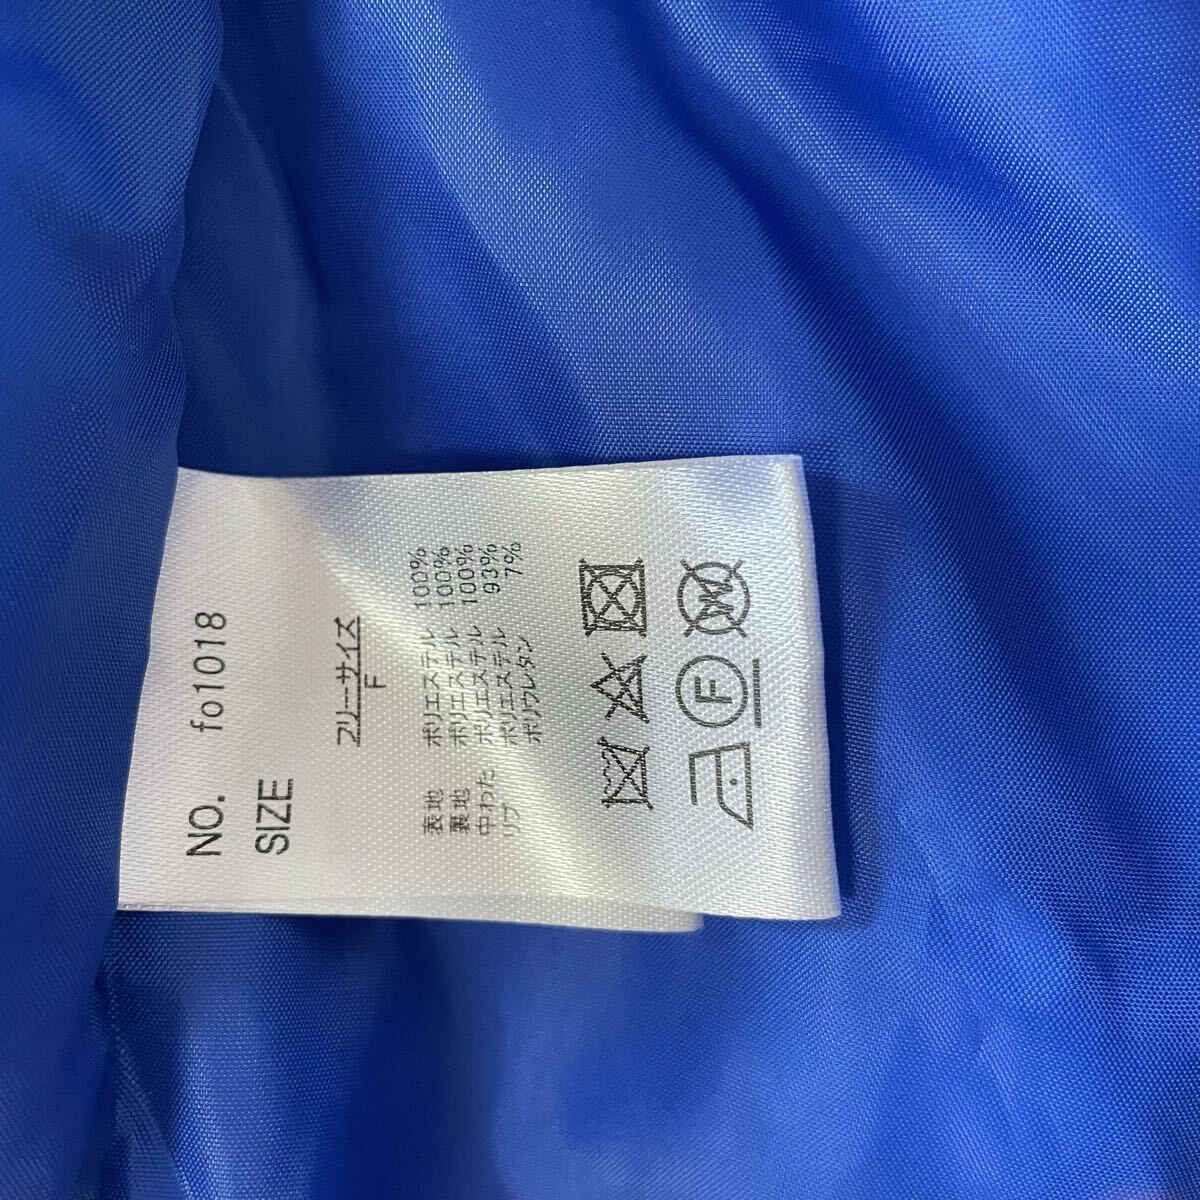 NO. fo1018
SIZE
フリーサイズ
F
表地 ポリエステル 100%
裏地 ポリエステル 100%
中わた ポリエステル 100%
リブ ポリエステル 93%
ポリウレタン 7%
F
W